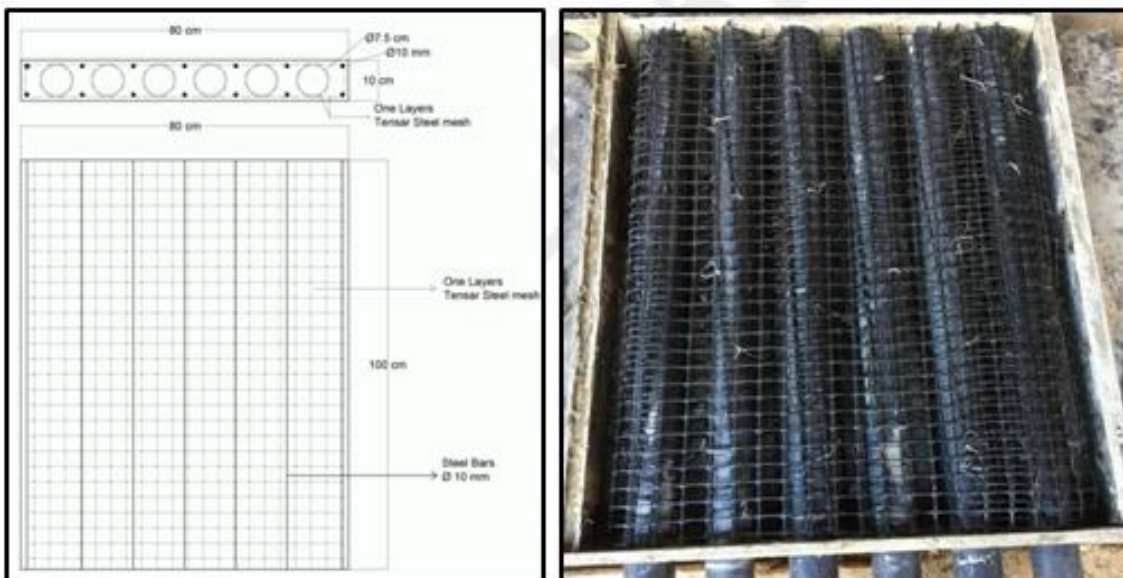 80 cm
Ø7.5 cm
Ø10 mm
10 cm
One Layers
Tensar Steel mesh
80 cm
One Layers
Tensar Steel mesh
100 cm
Steel Bars
Ø 10 mm